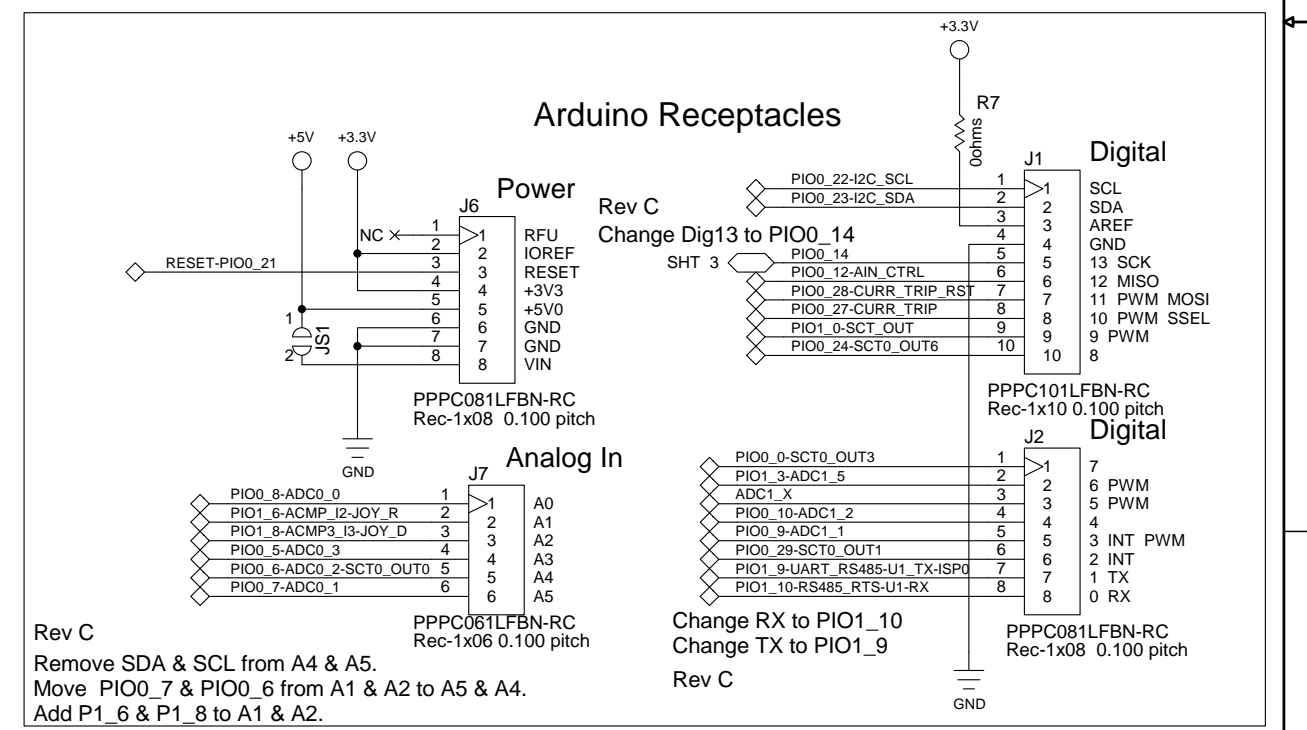 Arduino Receptacles
+3.3V
R7
0ohms
+5V
+3.3V
Power
J6
NC
1
2
3
4
5
6
7
8
1
2
3
4
5
6
7
8
RFU
IOREF
RESET
+3V3
+5V0
GND
GND
VIN
RESET-PIO0_21
1
2
JS1
PPPC081LFBN-RC
Rec-1x08 0.100 pitch
GND
Rev C
Change Dig13 to PIO0_14
SHT 3
J1
Digital
PIO0_22-I2C_SCL 1 1 SCL
PIO0_23-I2C_SDA 2 2 SDA
3 3 AREF
4 4 GND
PIO0_14 5 5 13 SCK
PIO0_12-AIN_CTRL 6 6 12 MISO
PIO0_28-CURR_TRIP_RST 7 7 11 PWM MOSI
PIO0_27-CURR_TRIP 8 8 10 PWM SSEL
PIO1_0-SCT_OUT 9 9 9 PWM
PIO0_24-SCT0_OUT6 10 10 8
PPPC101LFBN-RC
Rec-1x10 0.100 pitch
Analog In
J7
PIO0_8-ADC0_0 1 1 A0
PIO1_6-ACMP_I2-JOY_R 2 2 A1
PIO1_8-ACMP3_I3-JOY_D 3 3 A2
PIO0_5-ADC0_3 4 4 A3
PIO0_6-ADC0_2-SCT0_OUT0 5 5 A4
PIO0_7-ADC0_1 6 6 A5
PPPC061LFBN-RC
Rec-1x06 0.100 pitch
J2
Digital
PIO0_0-SCT0_OUT3 1 1 7
PIO1_3-ADC1_5 2 2 6 PWM
ADC1_X 3 3 5 PWM
PIO0_10-ADC1_2 4 4 4
PIO0_9-ADC1_1 5 5 3 INT PWM
PIO0_29-SCT0_OUT1 6 6 2 INT
PIO1_9-UART_RS485-U1_TX-ISP0 7 7 1 TX
PIO1_10-RS485_RTS-U1-RX 8 8 0 RX
PPPC081LFBN-RC
Rec-1x08 0.100 pitch
Change RX to PIO1_10
Change TX to PIO1_9
Rev C
GND
Rev C
Remove SDA & SCL from A4 & A5.
Move PIO0_7 & PIO0_6 from A1 & A2 to A5 & A4.
Add P1_6 & P1_8 to A1 & A2.